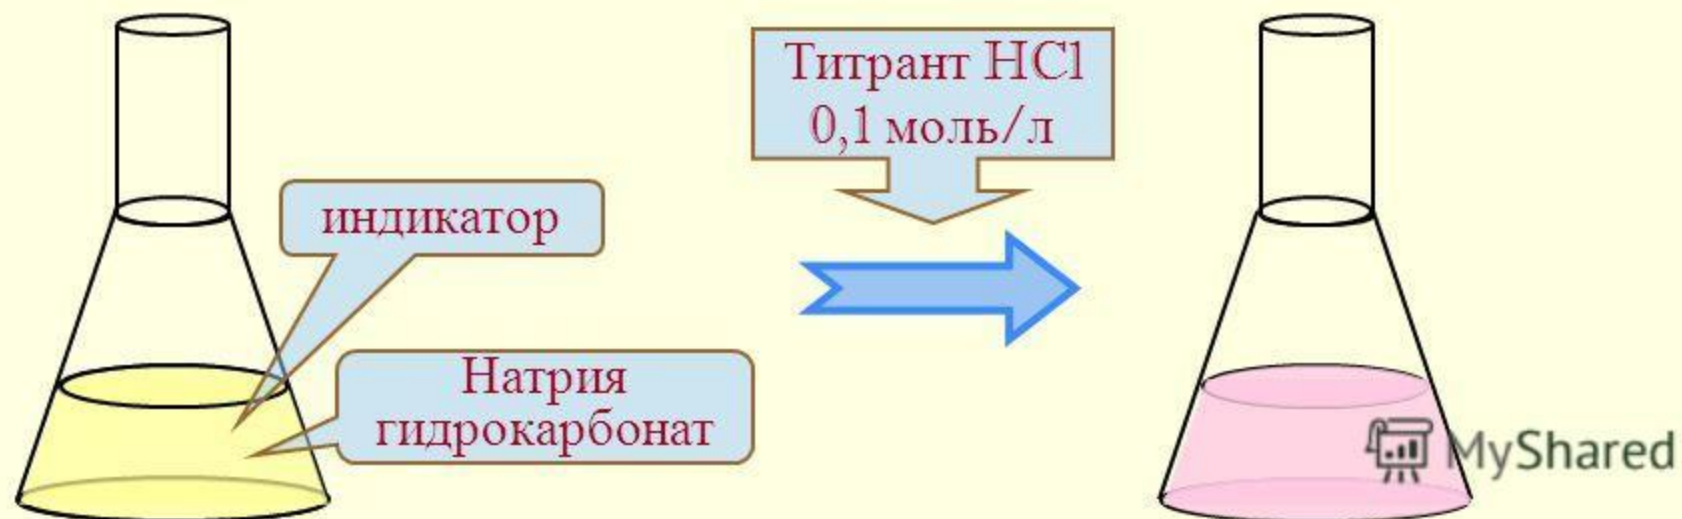 Титрант HCl
0,1 моль/л
индикатор
Натрия
гидрокарбонат
MyShared